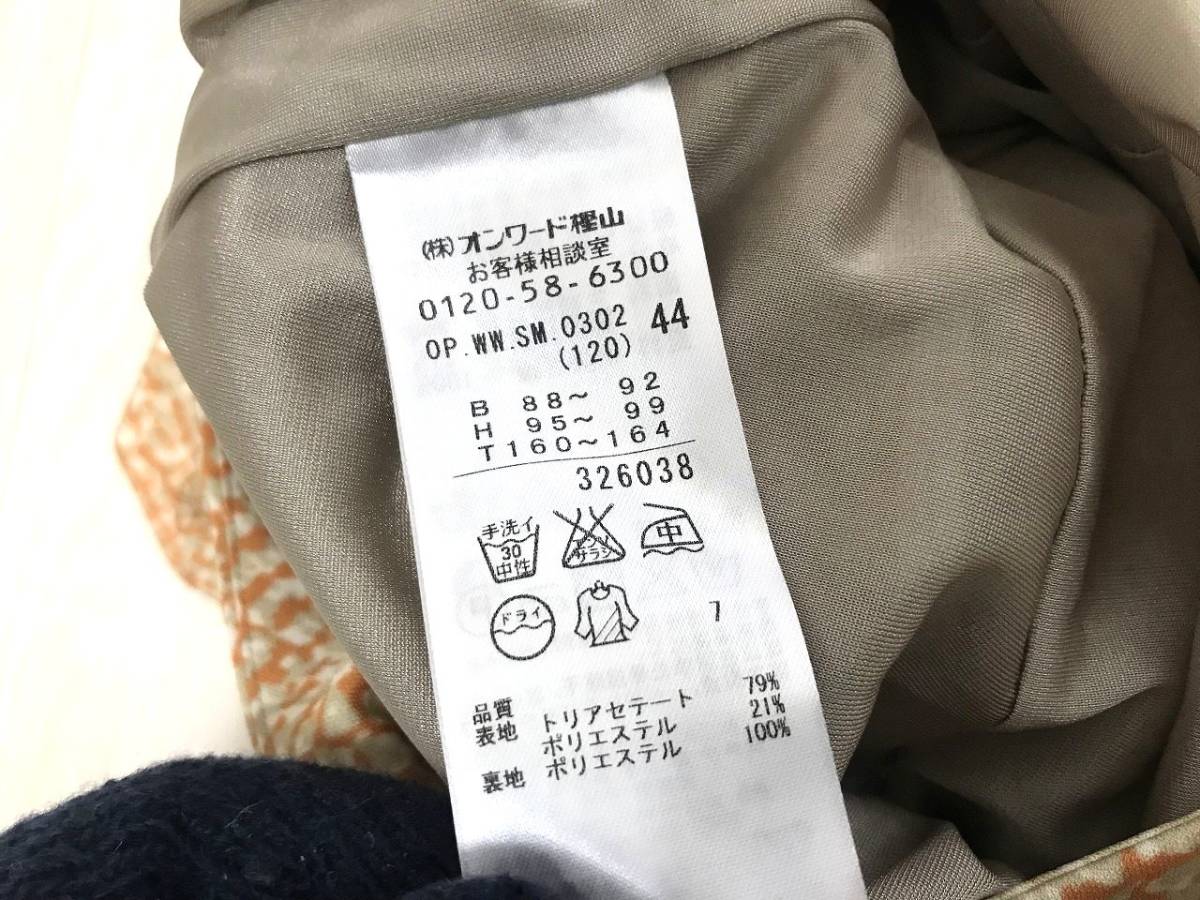 (株)オンワード樫山
お客様相談室
0120-58-6300
OP.WW.SM.0302 44
(120)
B 88～ 92
H 95～ 99
T 160～164
326038
手洗イ
30
中性
サラシ
中
ドライ
7
品質
表地 トリアセテート 79%
ポリエステル 21%
裏地 ポリエステル 100%